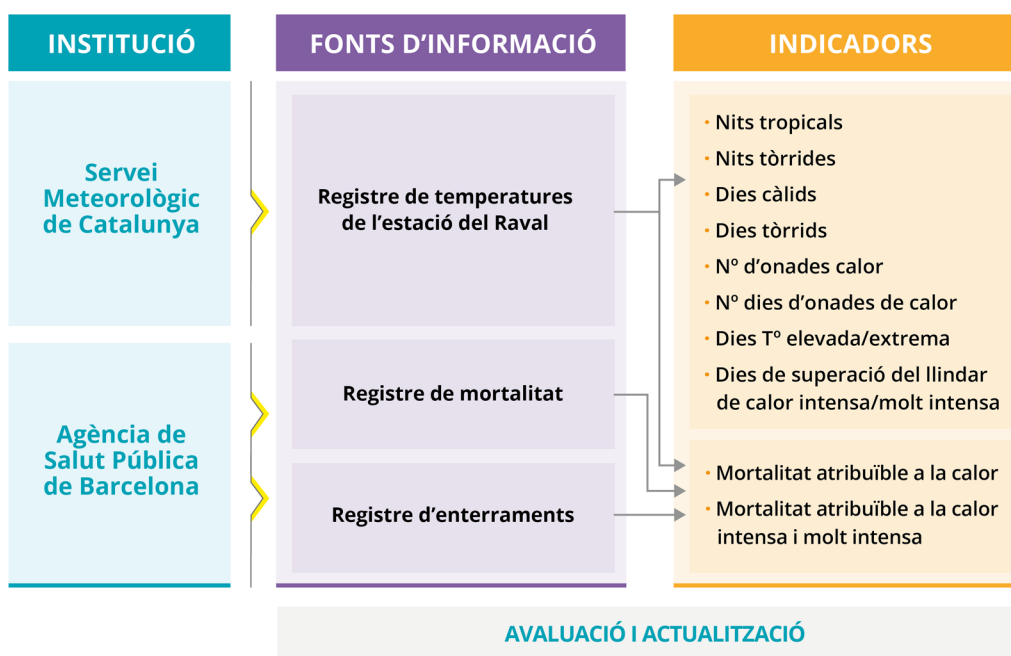 INSTITUCIÓ
FONTS D’INFORMACIÓ
INDICADORS
Servei
Meteorològic
de Catalunya
Registre de temperatures
de l’estació del Raval
· Nits tropicals
· Nits tòrrides
· Dies càlids
· Dies tòrrids
· Nº d’onades calor
· Nº dies d’onades de calor
· Dies Tº elevada/extrema
· Dies de superació del llindar
de calor intensa/molt intensa
Agència de
Salut Pública
de Barcelona
Registre de mortalitat
Registre d’enterraments
· Mortalitat atribuïble a la calor
· Mortalitat atribuïble a la calor
intensa i molt intensa
AVALUACIÓ I ACTUALITZACIÓ